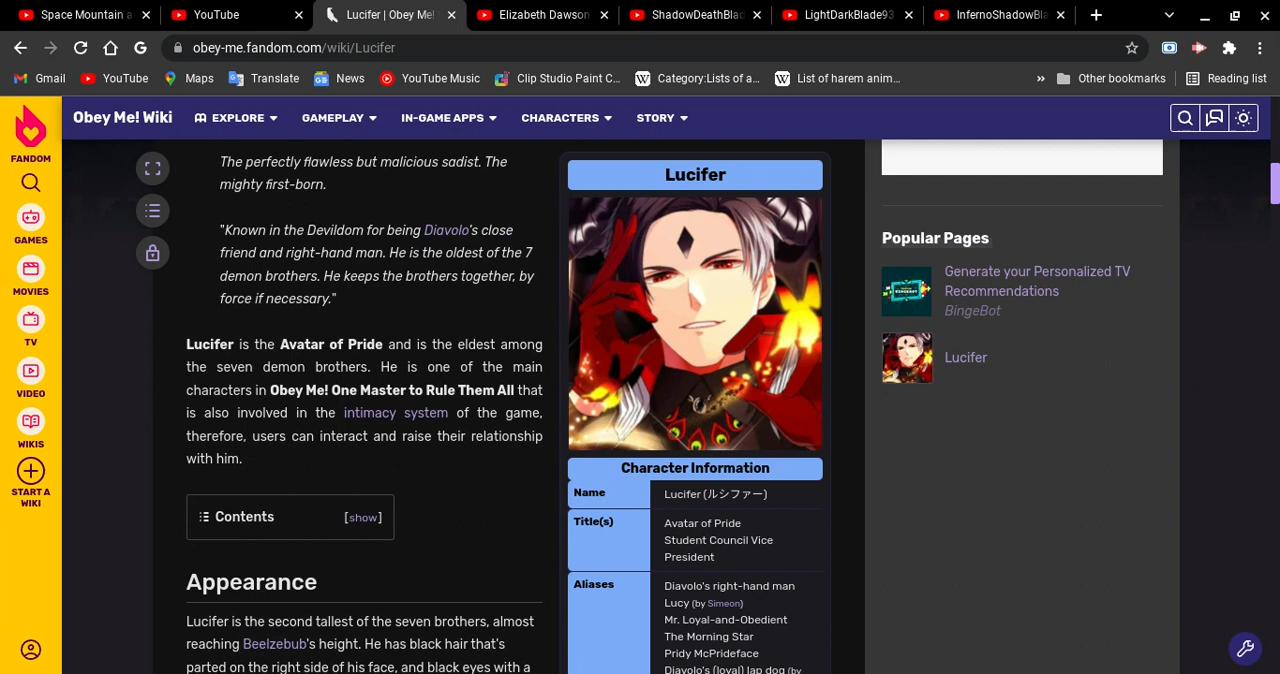 Space Mountain a
YouTube
Lucifer | Obey Me!
Elizabeth Dawson
ShadowDeathBlad
LightDarkBlade93
InfernoShadowBla
obey-me.fandom.com/wiki/Lucifer
Gmail
YouTube
Maps
Translate
News
YouTube Music
Clip Studio Paint C...
Category:Lists of a...
List of harem anim...
»
Other bookmarks
Reading list
FANDOM
GAMES
MOVIES
TV
VIDEO
WIKIS
START A
WIKI
Obey Me! Wiki
EXPLORE
GAMEPLAY
IN-GAME APPS
CHARACTERS
STORY
The perfectly flawless but malicious sadist. The
mighty first-born.
"Known in the Devildom for being Diavolo's close
friend and right-hand man. He is the oldest of the 7
demon brothers. He keeps the brothers together, by
force if necessary."
Lucifer is the Avatar of Pride and is the eldest among
the seven demon brothers. He is one of the main
characters in Obey Me! One Master to Rule Them All that
is also involved in the intimacy system of the game,
therefore, users can interact and raise their relationship
with him.
Contents [show]
Appearance
Lucifer is the second tallest of the seven brothers, almost
reaching Beelzebub's height. He has black hair that's
parted on the right side of his face, and black eyes with a
Lucifer
Character Information
Name
Lucifer (ルシファー)
Title(s)
Avatar of Pride
Student Council Vice
President
Aliases
Diavolo's right-hand man
Lucy (by Simeon)
Mr. Loyal-and-Obedient
The Morning Star
Pridy McPrideface
Diavolo's (loyal) lap dog (by
Popular Pages
Generate your Personalized TV
Recommendations
BingeBot
Lucifer